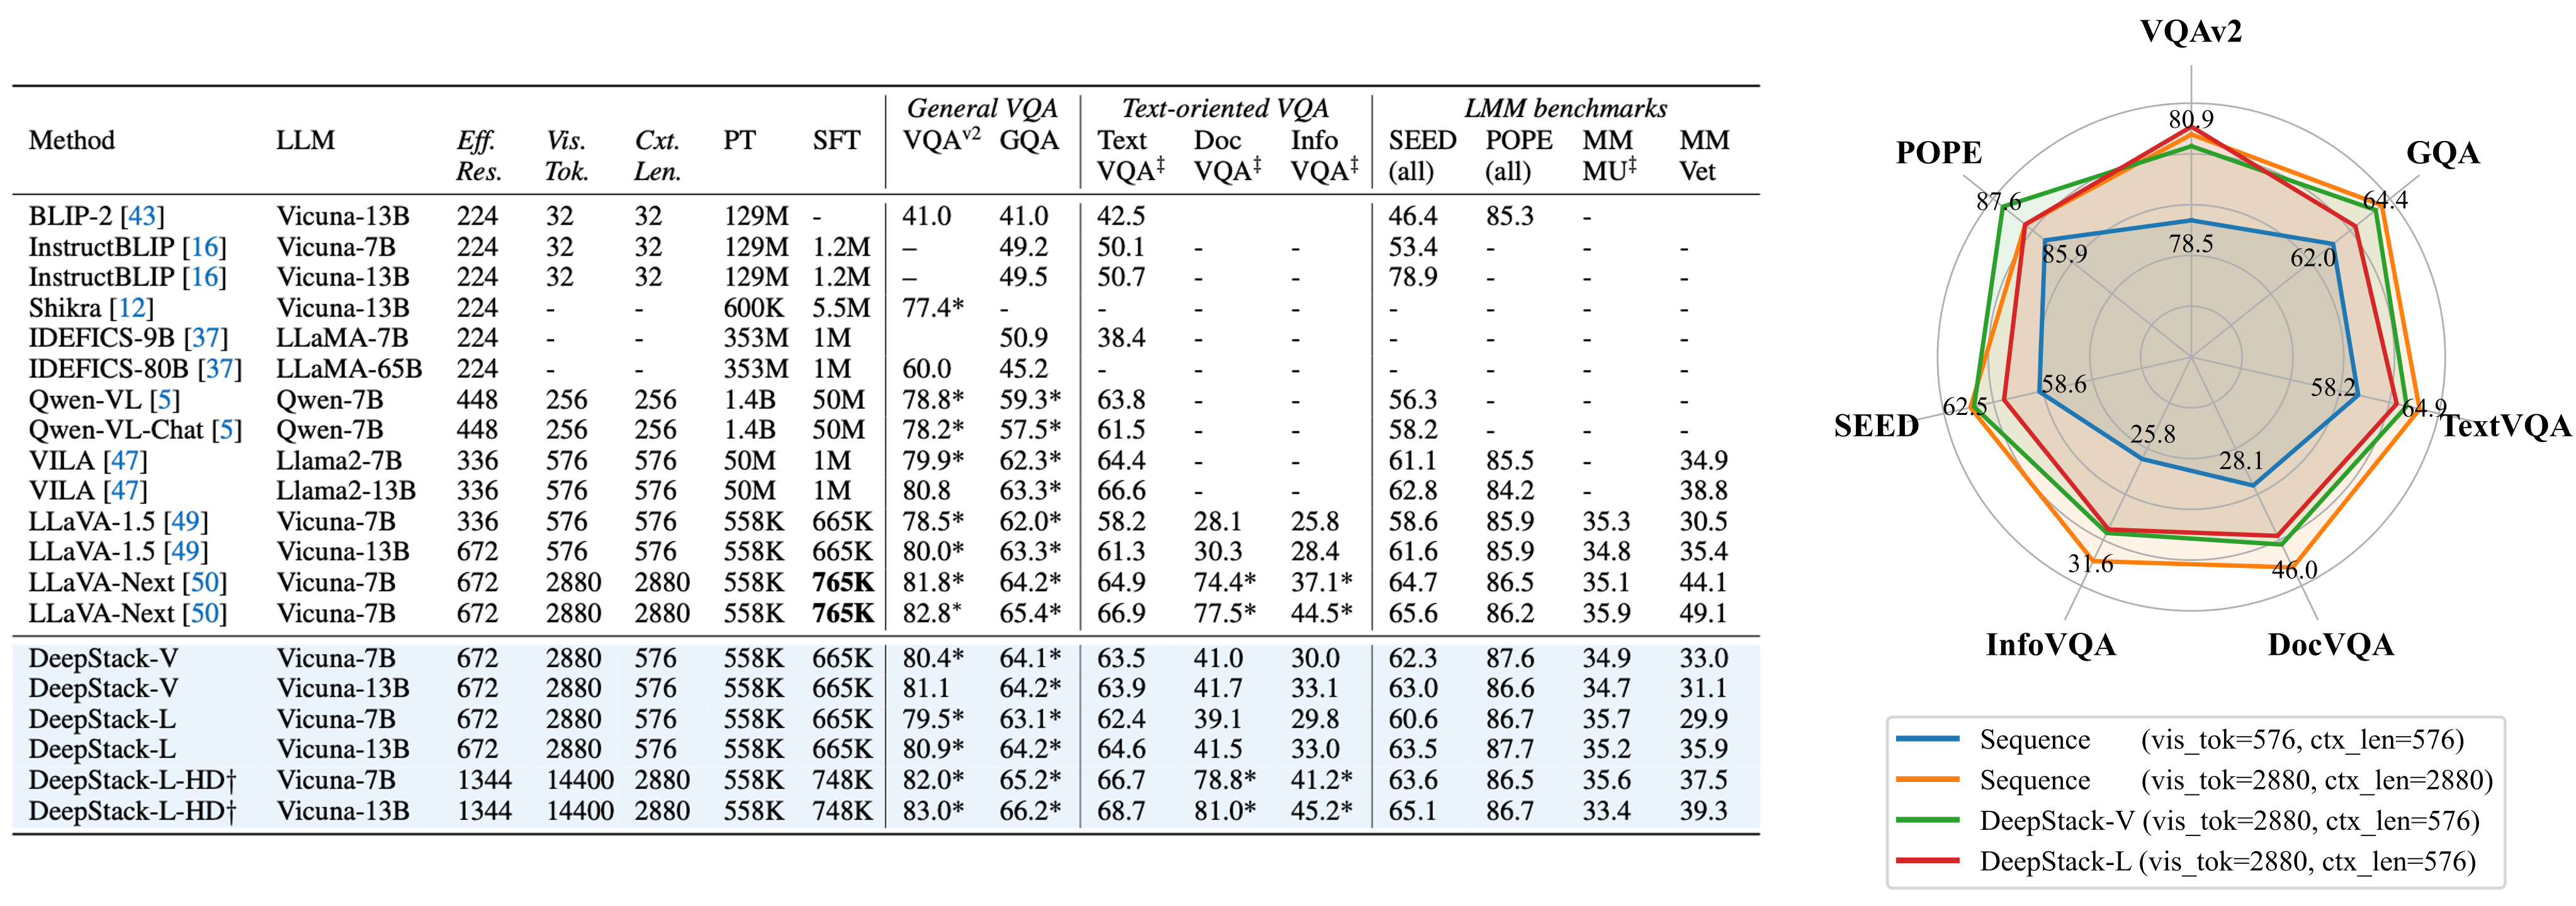 General VQA Text-oriented VQA LMM benchmarks
Method LLM Eff. Vis. Cxt. PT SFT VQAv2 GQA Text Doc Info SEED POPE MM MM
Res. Tok. Len. VQA‡ VQA‡ VQA‡ (all) (all) MU‡ Vet
BLIP-2 [43] Vicuna-13B 224 32 32 129M - 41.0 41.0 42.5 46.4 85.3 -
InstructBLIP [16] Vicuna-7B 224 32 32 129M 1.2M – 49.2 50.1 - - 53.4 - - -
InstructBLIP [16] Vicuna-13B 224 32 32 129M 1.2M – 49.5 50.7 - - 78.9 - - -
Shikra [12] Vicuna-13B 224 - - 600K 5.5M 77.4* - - - - - - - -
IDEFICS-9B [37] LLaMA-7B 224 - - 353M 1M 50.9 38.4 - - - - - -
IDEFICS-80B [37] LLaMA-65B 224 - - 353M 1M 60.0 45.2 - - - - - - -
Qwen-VL [5] Qwen-7B 448 256 256 1.4B 50M 78.8* 59.3* 63.8 - - 56.3 - - -
Qwen-VL-Chat [5] Qwen-7B 448 256 256 1.4B 50M 78.2* 57.5* 61.5 - - 58.2 - - -
VILA [47] Llama2-7B 336 576 576 50M 1M 79.9* 62.3* 64.4 - - 61.1 85.5 - 34.9
VILA [47] Llama2-13B 336 576 576 50M 1M 80.8 63.3* 66.6 - - 62.8 84.2 - 38.8
LLaVA-1.5 [49] Vicuna-7B 336 576 576 558K 665K 78.5* 62.0* 58.2 28.1 25.8 58.6 85.9 35.3 30.5
LLaVA-1.5 [49] Vicuna-13B 672 576 576 558K 665K 80.0* 63.3* 61.3 30.3 28.4 61.6 85.9 34.8 35.4
LLaVA-Next [50] Vicuna-7B 672 2880 2880 558K 765K 81.8* 64.2* 64.9 74.4* 37.1* 64.7 86.5 35.1 44.1
LLaVA-Next [50] Vicuna-7B 672 2880 2880 558K 765K 82.8* 65.4* 66.9 77.5* 44.5* 65.6 86.2 35.9 49.1
DeepStack-V Vicuna-7B 672 2880 576 558K 665K 80.4* 64.1* 63.5 41.0 30.0 62.3 87.6 34.9 33.0
DeepStack-V Vicuna-13B 672 2880 576 558K 665K 81.1 64.2* 63.9 41.7 33.1 63.0 86.6 34.7 31.1
DeepStack-L Vicuna-7B 672 2880 576 558K 665K 79.5* 63.1* 62.4 39.1 29.8 60.6 86.7 35.7 29.9
DeepStack-L Vicuna-13B 672 2880 576 558K 665K 80.9* 64.2* 64.6 41.5 33.0 63.5 87.7 35.2 35.9
DeepStack-L-HD† Vicuna-7B 1344 14400 2880 558K 748K 82.0* 65.2* 66.7 78.8* 41.2* 63.6 86.5 35.6 37.5
DeepStack-L-HD† Vicuna-13B 1344 14400 2880 558K 748K 83.0* 66.2* 68.7 81.0* 45.2* 65.1 86.7 33.4 39.3
VQAv2
80.9
POPE GQA
87.6 64.4
85.9 78.5 62.0
58.6 58.2
62.5 64.9
SEED TextVQA
25.8 28.1
31.6 46.0
InfoVQA DocVQA
Sequence (vis_tok=576, ctx_len=576)
Sequence (vis_tok=2880, ctx_len=2880)
DeepStack-V (vis_tok=2880, ctx_len=576)
DeepStack-L (vis_tok=2880, ctx_len=576)